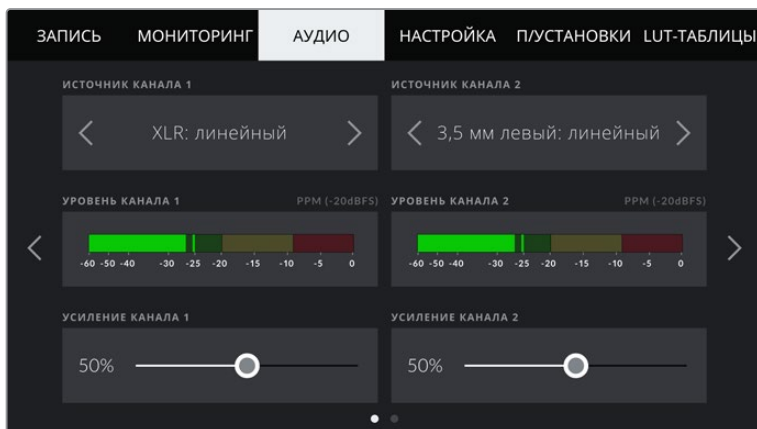 ЗАПИСЬ МОНИТОРИНГ АУДИО НАСТРОЙКА П/УСТАНОВКИ LUT-ТАБЛИЦЫ
ИСТОЧНИК КАНАЛА 1 ИСТОЧНИК КАНАЛА 2
XLR: линейный 3,5 мм левый: линейный
УРОВЕНЬ КАНАЛА 1 PPM (-20dBFS) УРОВЕНЬ КАНАЛА 2 PPM (-20dBFS)
-60 -50 -40 -30 -25 -20 -15 -10 -5 0 -60 -50 -40 -30 -25 -20 -15 -10 -5 0
УСИЛЕНИЕ КАНАЛА 1 УСИЛЕНИЕ КАНАЛА 2
50% 50%